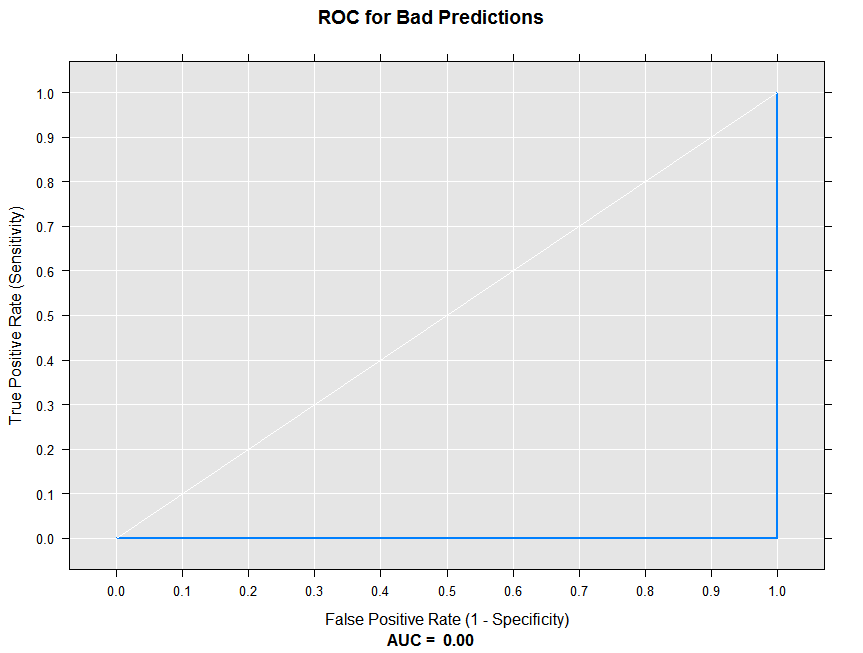 ROC for Bad Predictions
True Positive Rate (Sensitivity)
1.0
0.9
0.8
0.7
0.6
0.5
0.4
0.3
0.2
0.1
0.0
0.0 0.1 0.2 0.3 0.4 0.5 0.6 0.7 0.8 0.9 1.0
False Positive Rate (1 - Specificity)
AUC = 0.00